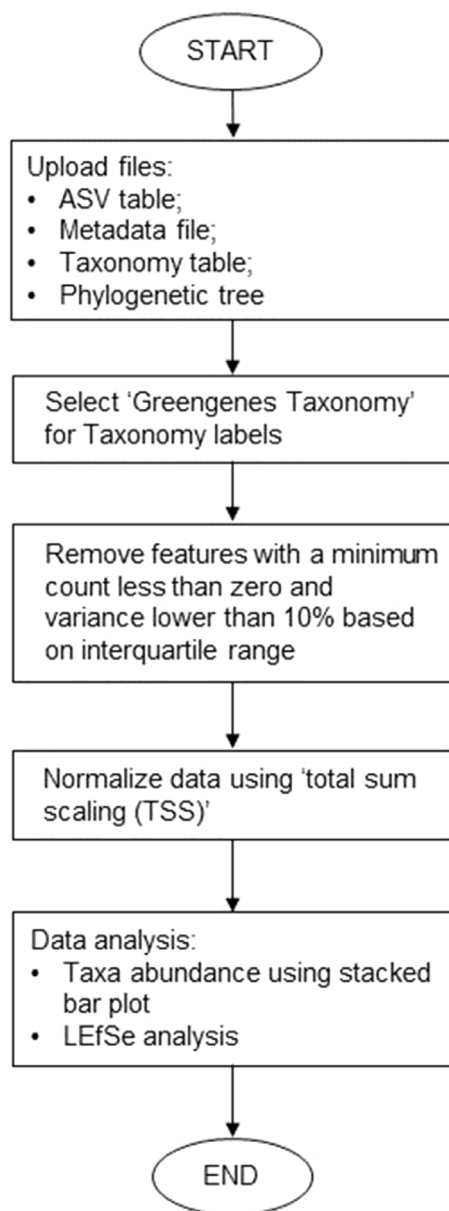 START
Upload files:
• ASV table;
• Metadata file;
• Taxonomy table;
• Phylogenetic tree
Select ‘Greengenes Taxonomy’
for Taxonomy labels
Remove features with a minimum
count less than zero and
variance lower than 10% based
on interquartile range
Normalize data using ‘total sum
scaling (TSS)’
Data analysis:
• Taxa abundance using stacked
bar plot
• LEfSe analysis
END